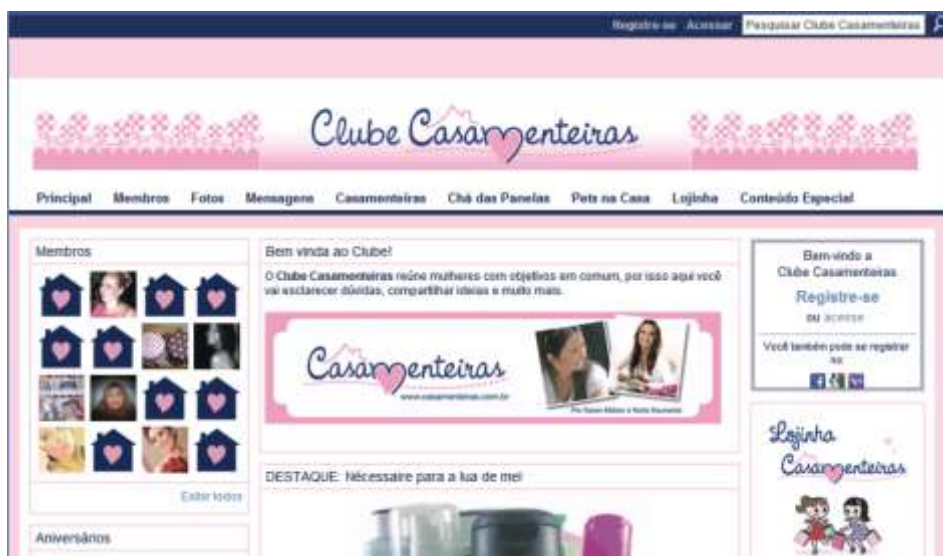 Registre-se Acessar Pesquisar Clube Casamenteiras
Clube Casamenteiras
Principal Membros Fotos Mensagens Casamenteiras Chá das Panelas Pets na Casa Lojinha Conteúdo Especial
Membros
Exibir todos
Aniversários
Bem vinda ao Clube!
O Clube Casamenteiras reúne mulheres com objetivos em comum, por isso aqui você
vai esclarecer dúvidas, compartilhar ideias e muito mais.
Casamenteiras
www.casamenteiras.com.br
DESTAQUE: Nécessaire para a lua de mel
Bem-vindo a
Clube Casamenteiras
Registre-se
ou acesse
Você também pode se registrar
no
Lojinha
Casamenteiras